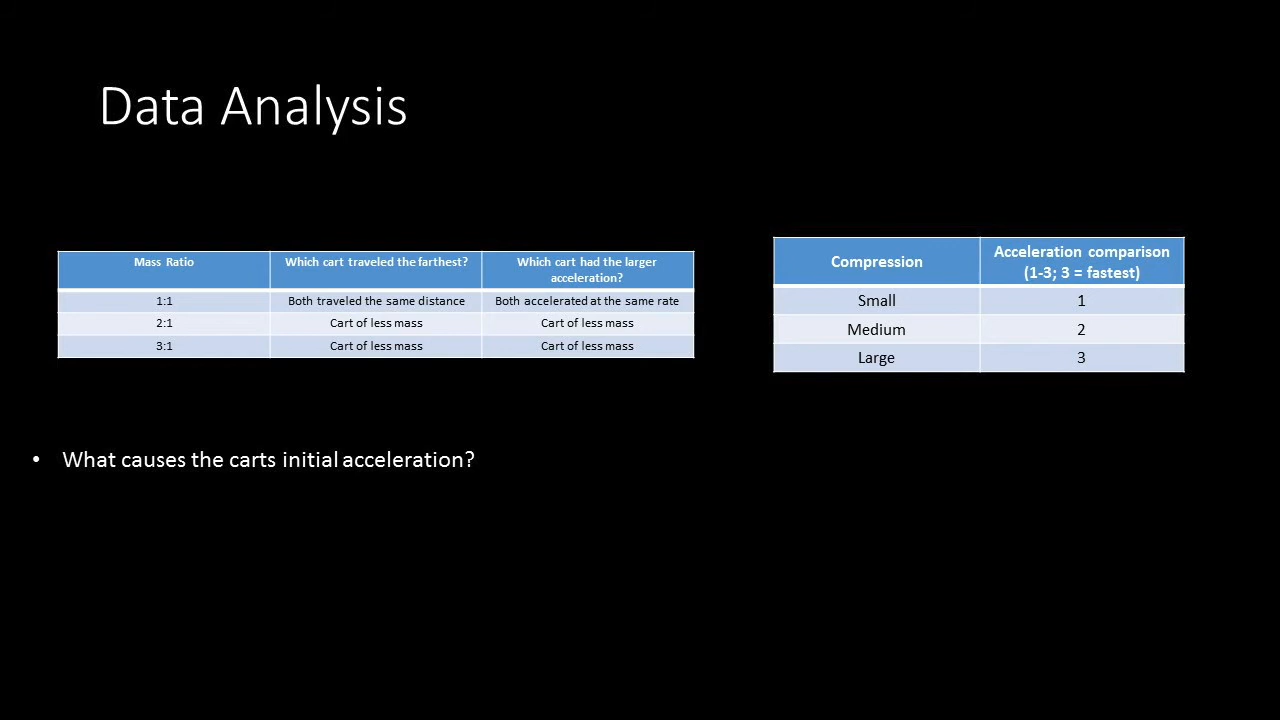 Data Analysis
Mass Ratio Which cart traveled the farthest? Which cart had the larger acceleration?
1:1 Both traveled the same distance Both accelerated at the same rate
2:1 Cart of less mass Cart of less mass
3:1 Cart of less mass Cart of less mass
Compression Acceleration comparison (1-3; 3 = fastest)
Small 1
Medium 2
Large 3
• What causes the carts initial acceleration?